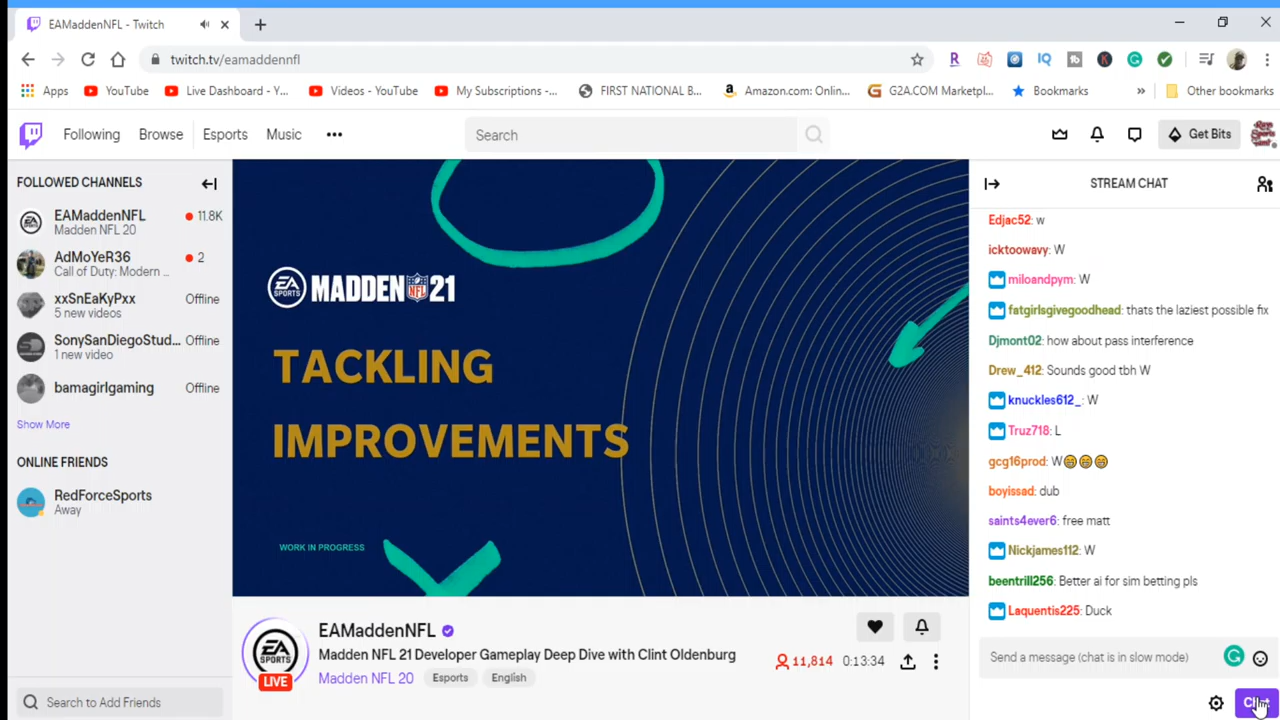 EAMaddenNFL - Twitch
twitch.tv/eamaddennfl
Apps
YouTube
Live Dashboard - Y...
Videos - YouTube
My Subscriptions -...
FIRST NATIONAL B...
Amazon.com: Onlin...
G2A.COM Marketpl...
Bookmarks
»
Other bookmarks
Following
Browse
Esports
Music
Search
Get Bits
FOLLOWED CHANNELS
EAMaddenNFL
11.8K
Madden NFL 20
AdMoYeR36
2
Call of Duty: Modern ...
xxSnEaKyPxx
Offline
5 new videos
SonySanDiegoStud...
Offline
1 new video
bamagirlgaming
Offline
Show More
ONLINE FRIENDS
RedForceSports
Away
Search to Add Friends
EA SPORTS MADDEN NFL 21
TACKLING
IMPROVEMENTS
WORK IN PROGRESS
EA SPORTS
LIVE
EAMaddenNFL
Madden NFL 21 Developer Gameplay Deep Dive with Clint Oldenburg
Madden NFL 20
Esports
English
11,814
0:13:34
STREAM CHAT
Edjac52: w
icktoowavy: W
miloandpym: W
fatgirlsgivegoodhead: thats the laziest possible fix
Djmont02: how about pass interference
Drew_412: Sounds good tbh W
knuckles612_: W
Truz718: L
gcg16prod: W😁😁😁
boyissad: dub
saints4ever6: free matt
Nickjames112: W
beentrill256: Better ai for sim betting pls
Laquentis225: Duck
Send a message (chat is in slow mode)